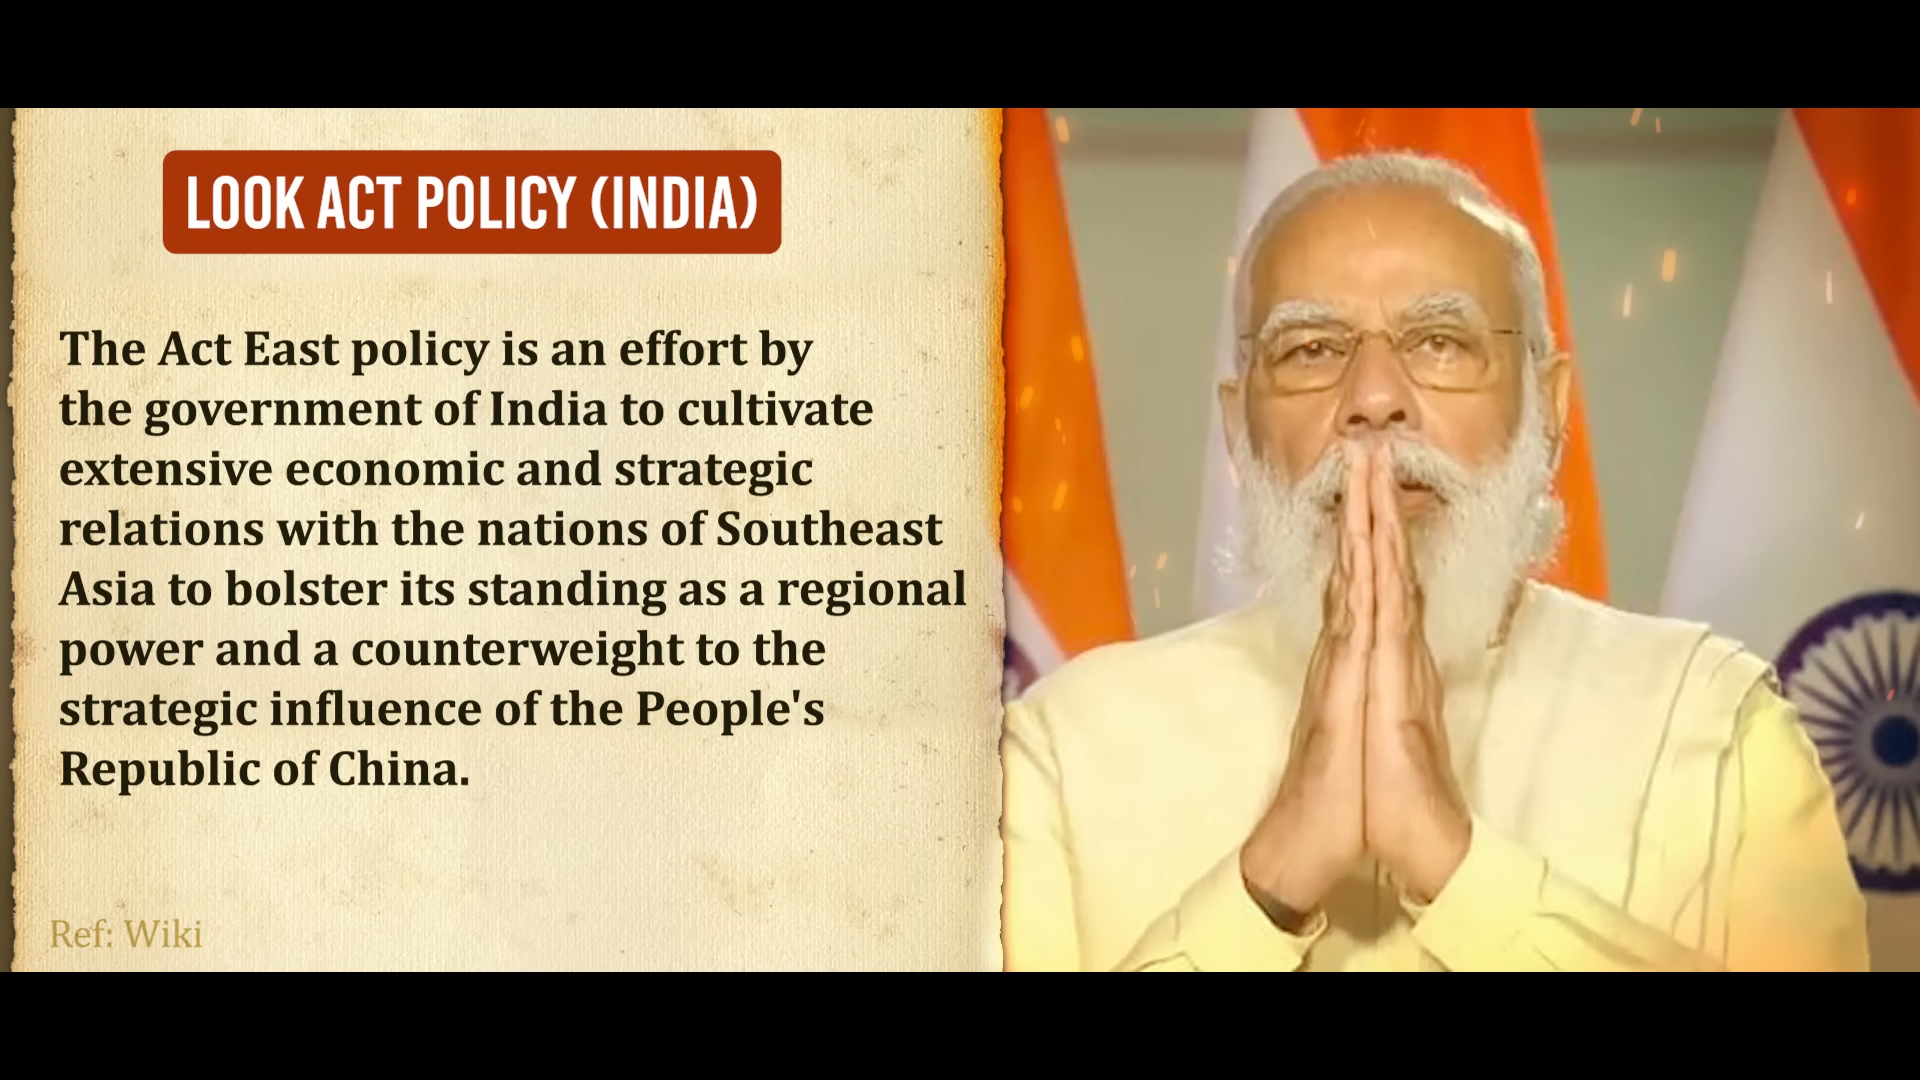 LOOK ACT POLICY (INDIA)
The Act East policy is an effort by
the government of India to cultivate
extensive economic and strategic
relations with the nations of Southeast
Asia to bolster its standing as a regional
power and a counterweight to the
strategic influence of the People's
Republic of China.
Ref: Wiki